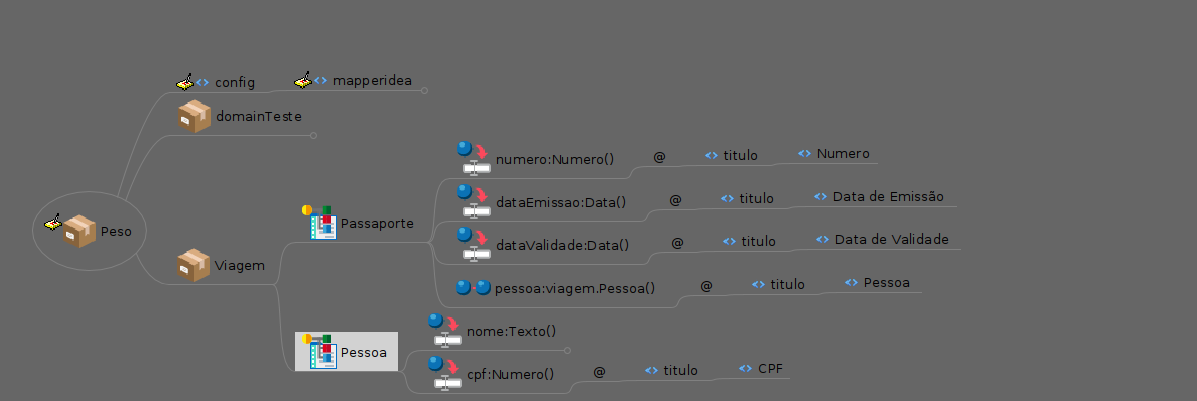 Peso
config
mapperidea
domainTeste
Viagem
Passaporte
numero:Numero() @ titulo Numero
dataEmissao:Data() @ titulo Data de Emissão
dataValidade:Data() @ titulo Data de Validade
pessoa:viagem.Pessoa() @ titulo Pessoa
Pessoa
nome:Texto()
cpf:Numero() @ titulo CPF